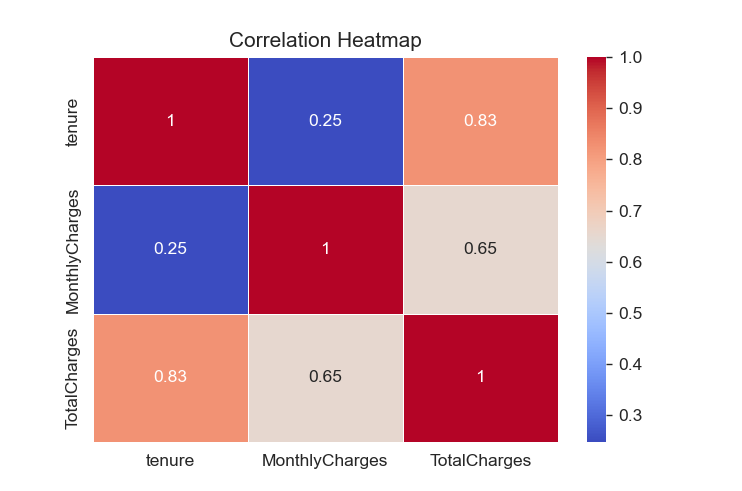 Correlation Heatmap
tenure
1
0.25
0.83
MonthlyCharges
0.25
1
0.65
TotalCharges
0.83
0.65
1
tenure
MonthlyCharges
TotalCharges
1.0
0.9
0.8
0.7
0.6
0.5
0.4
0.3